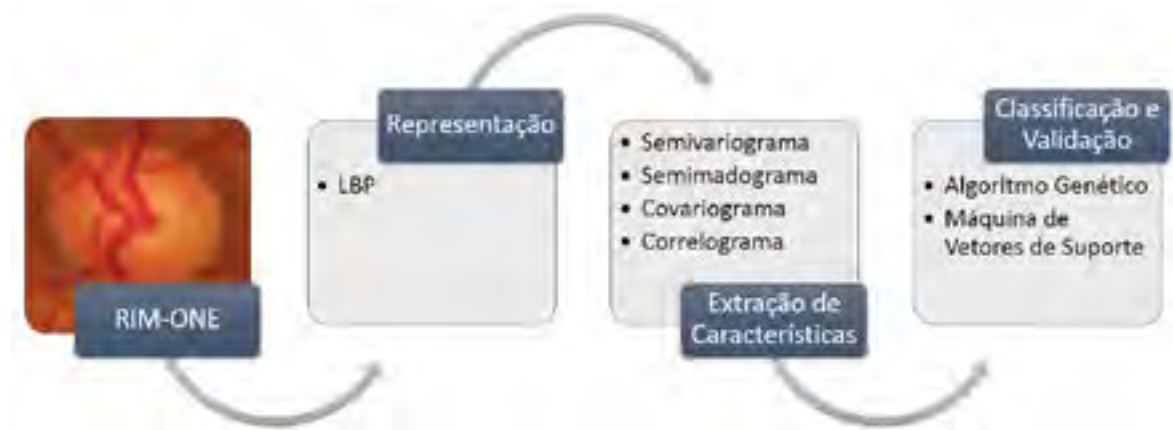 RIM-ONE
Representação
• LBP
• Semivariograma
• Semimadograma
• Covariograma
• Correlograma
Extração de
Características
Classificação e
Validação
• Algoritmo Genético
• Máquina de
Vetores de Suporte